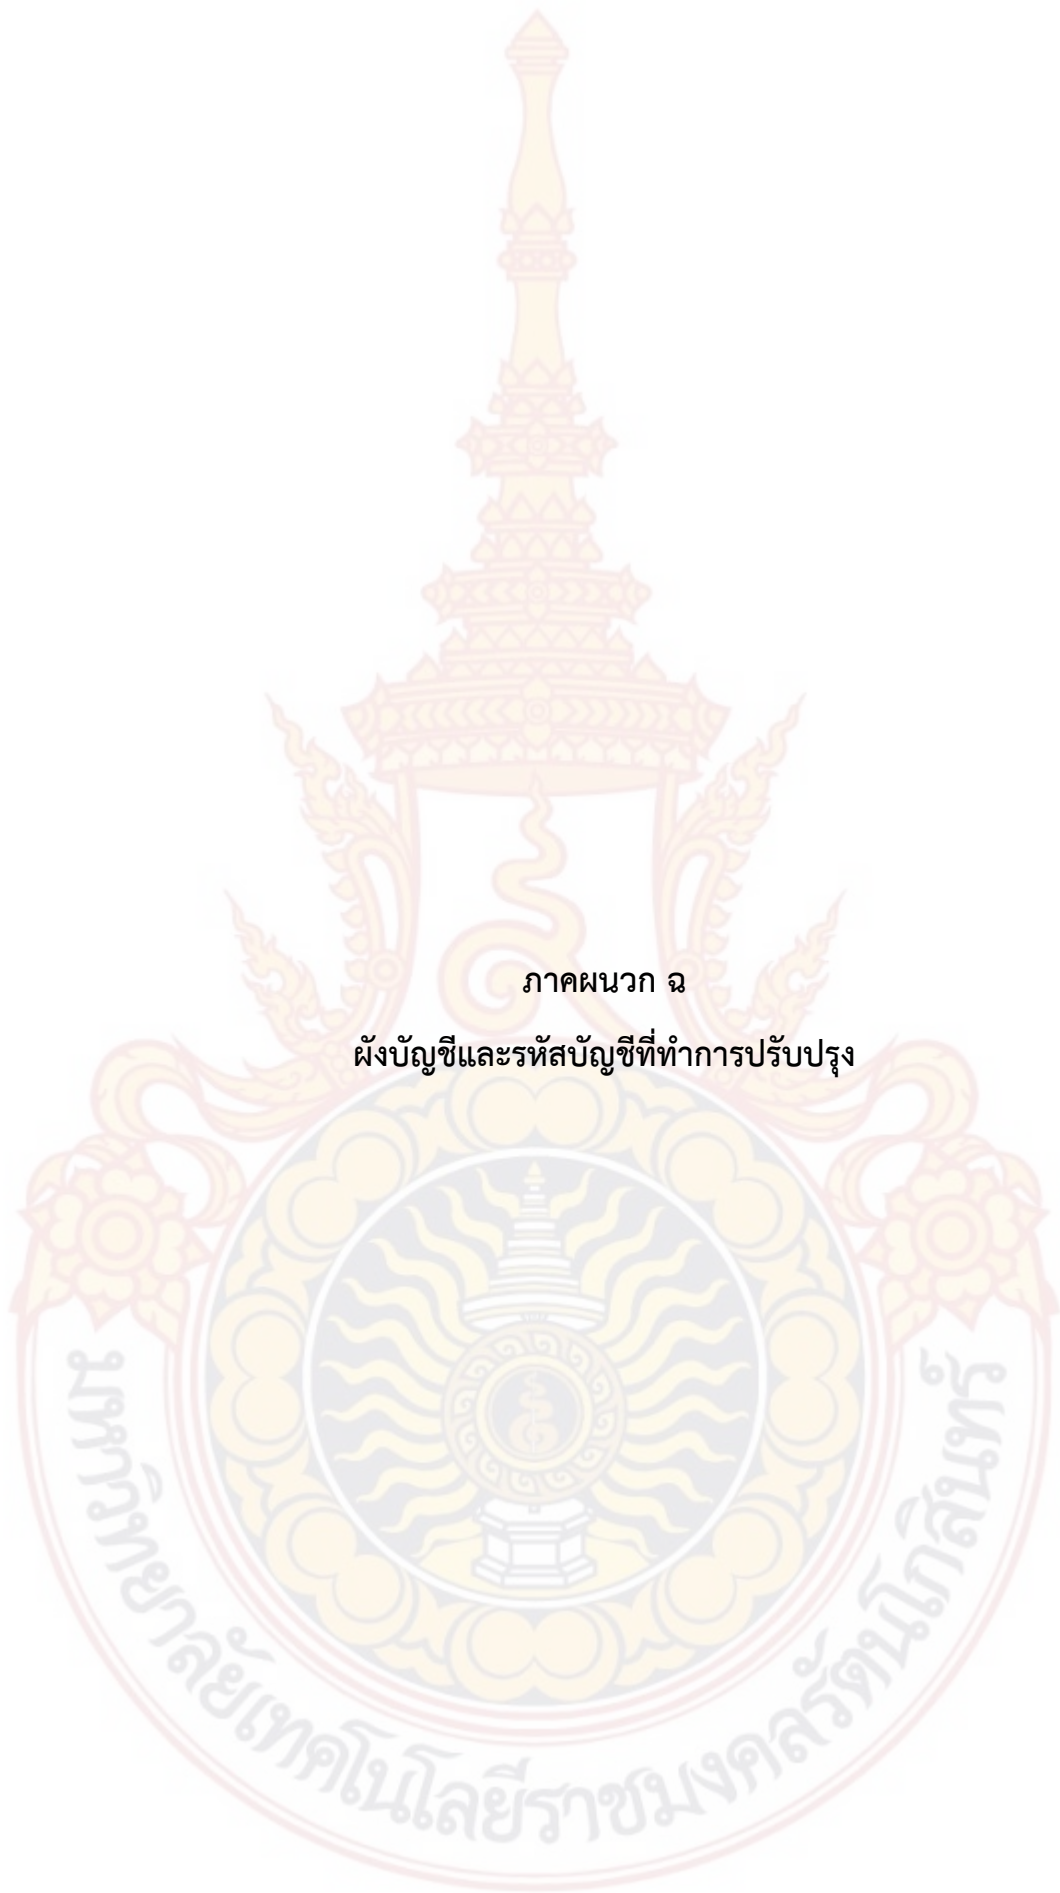 ภาคผนวก ฉ
ผังบัญชีและรหัสบัญชีที่ทำการปรับปรุง
มหาวิทยาลัยเทคโนโลยีราชมงคลรัตนโกสินทร์